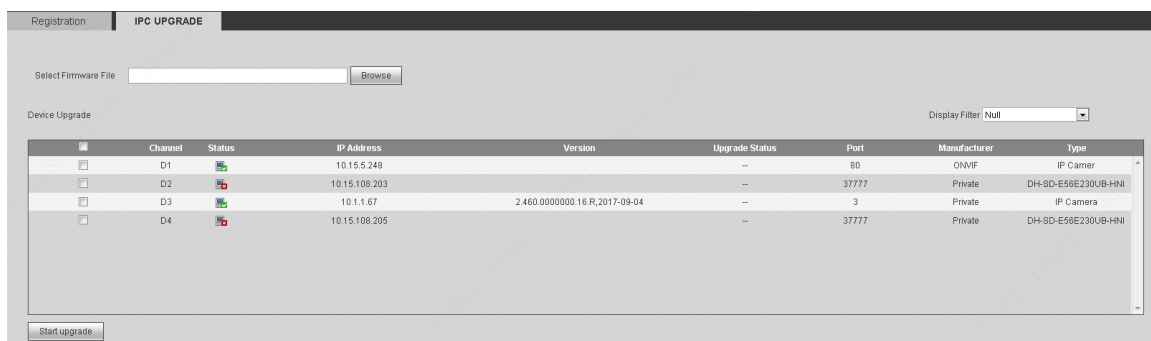 Registration IPC UPGRADE
Select Firmware File Browse
Device Upgrade Display Filter Null
Channel Status IP Address Version Upgrade Status Port Manufacturer Type
D1 10.15.5.248 -- 80 ONVIF IP Camer
D2 10.15.108.203 -- 37777 Private DH-SD-E56E230UB-HNI
D3 10.1.1.67 2.460.0000000.16.R,2017-09-04 -- 3 Private IP Camera
D4 10.15.108.205 -- 37777 Private DH-SD-E56E230UB-HNI
Start upgrade